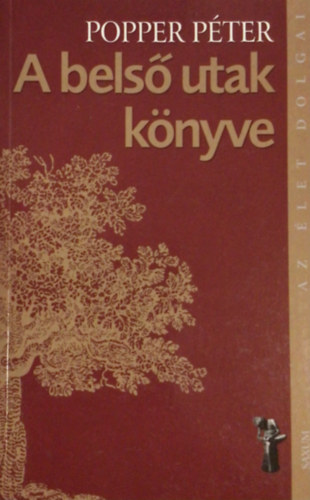 POPPER PÉTER
A belső utak
könyve
AZ ÉLET DOLGAI
SAXUM